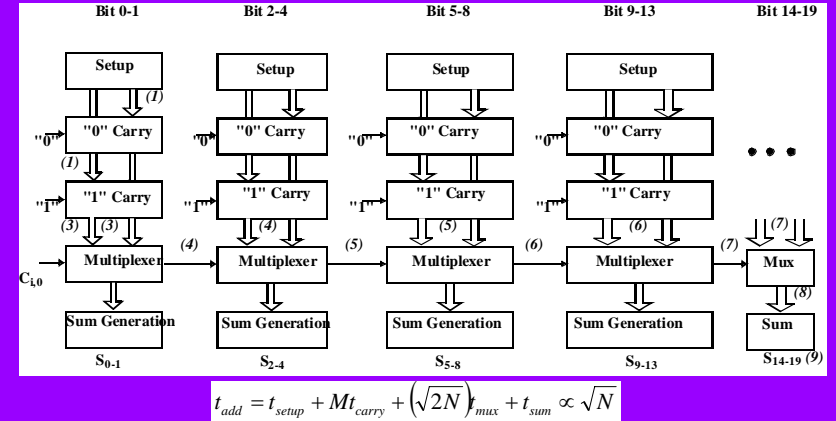 Bit 0-1 Bit 2-4 Bit 5-8 Bit 9-13 Bit 14-19
Setup Setup Setup Setup
(1)
"0" "0" Carry "0" "0" Carry "0" "0" Carry "0" "0" Carry
(1)
"1" "1" Carry "1" "1" Carry "1" "1" Carry "1" "1" Carry
(3) (3) (4) (5) (6) (7)
(4) (5) (6) (7)
C_{i,0} Multiplexer Multiplexer Multiplexer Multiplexer Mux
(8)
Sum Generation Sum Generation Sum Generation Sum Generation Sum
S_{0-1} S_{2-4} S_{5-8} S_{9-13} S_{14-19} (9)
t_{add} = t_{setup} + Mt_{carry} + (√2N)t_{mux} + t_{sum} ∝ √N